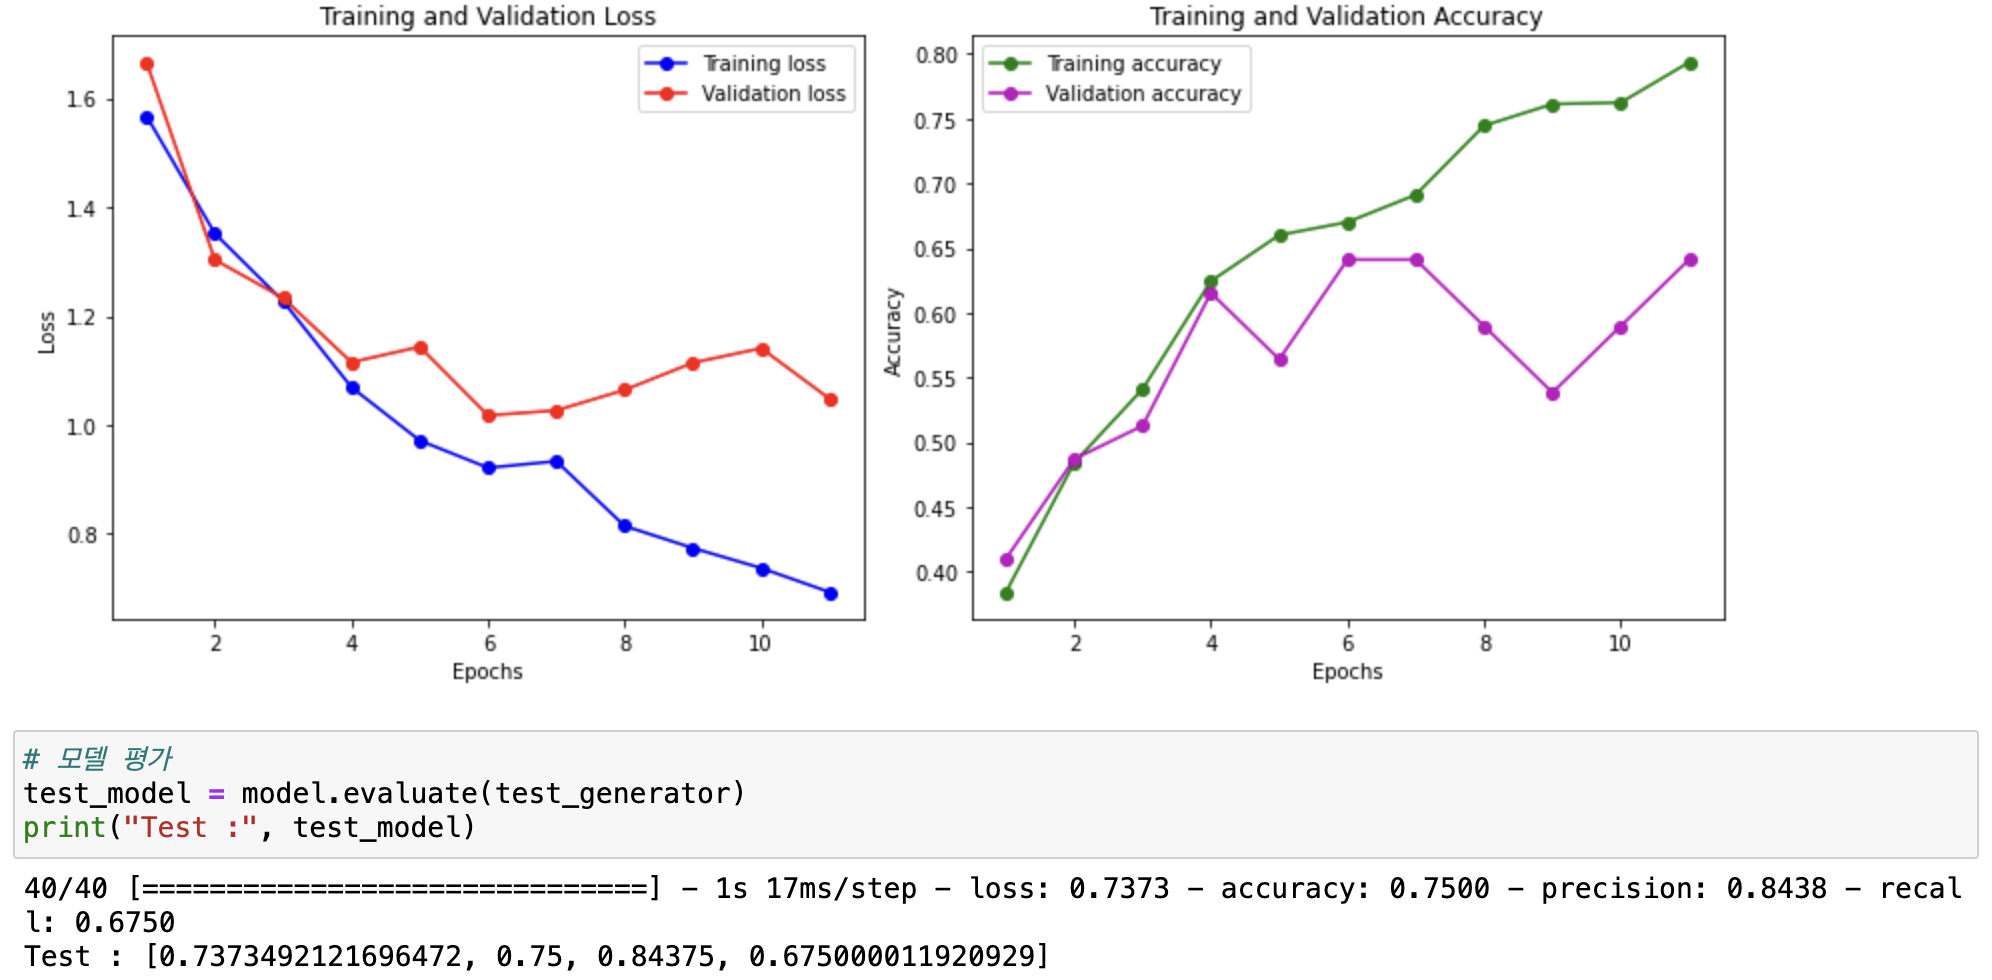 Training and Validation Loss
Training loss
Validation loss
1.6
1.4
1.2
1.0
0.8
Loss
2 4 6 8 10
Epochs
Training and Validation Accuracy
Training accuracy
Validation accuracy
0.80
0.75
0.70
0.65
0.60
0.55
0.50
0.45
0.40
Accuracy
2 4 6 8 10
Epochs
# 모델 평가
test_model = model.evaluate(test_generator)
print("Test :", test_model)
40/40 [==============================] - 1s 17ms/step - loss: 0.7373 - accuracy: 0.7500 - precision: 0.8438 - recal
l: 0.6750
Test : [0.7373492121696472, 0.75, 0.84375, 0.675000011920929]